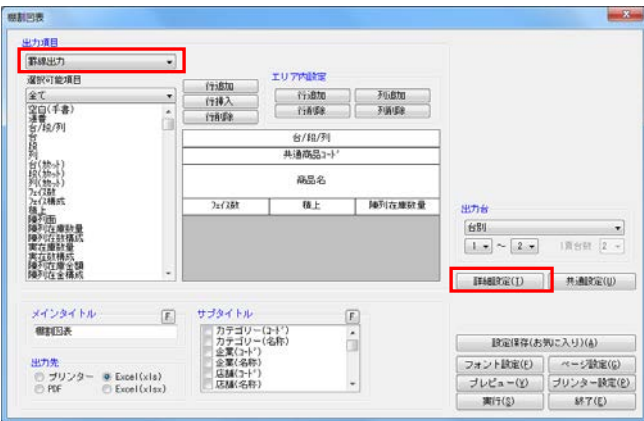 棚割図表
出力項目
罫線出力
選択可能項目
全て
空白(手書)
連番
台/段/列
台
段
列
台(ｶｾｯﾄ)
段(ｶｾｯﾄ)
列(ｶｾｯﾄ)
ﾌｪｲｽ数
ﾌｪｲｽ構成
積上
陳列面
陳列在庫数量
陳列在数構成
実在庫数量
実在数構成
陳列在庫金額
陳列在金構成
行追加
行挿入
行削除
エリア内設定
行追加
列追加
行削除
列削除
台/段/列
共通商品ｺｰﾄﾞ
商品名
ﾌｪｲｽ数
積上
陳列在庫数量
出力台
台別
1 ～ 2
1頁台数 2
詳細設定(T)
共通設定(U)
メインタイトル
F
棚割図表
出力先
プリンター
Excel(xls)
PDF
Excel(xlsx)
サブタイトル
F
カテゴリー(ｺｰﾄﾞ)
カテゴリー(名称)
企業(ｺｰﾄﾞ)
企業(名称)
店舗(ｺｰﾄﾞ)
店舗(名称)
設定保存(お気に入り)(A)
フォント設定(F)
ページ設定(G)
プレビュー(V)
プリンター設定(P)
実行(S)
終了(E)